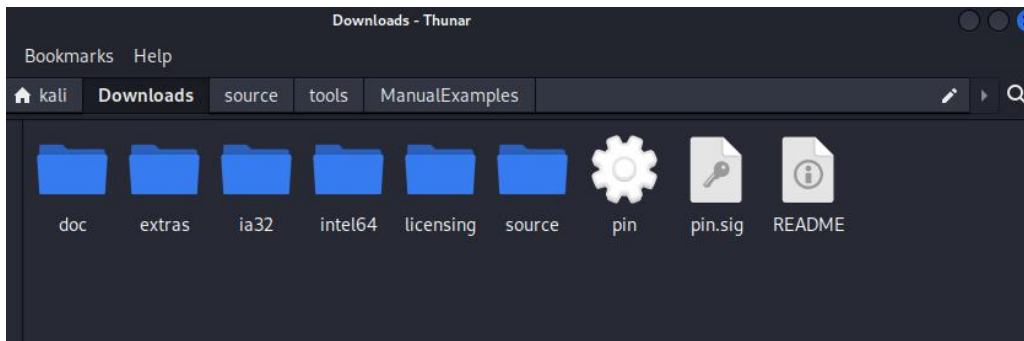 Downloads - Thunar
Bookmarks Help
kali Downloads source tools ManualExamples
doc extras ia32 intel64 licensing source pin pin.sig README